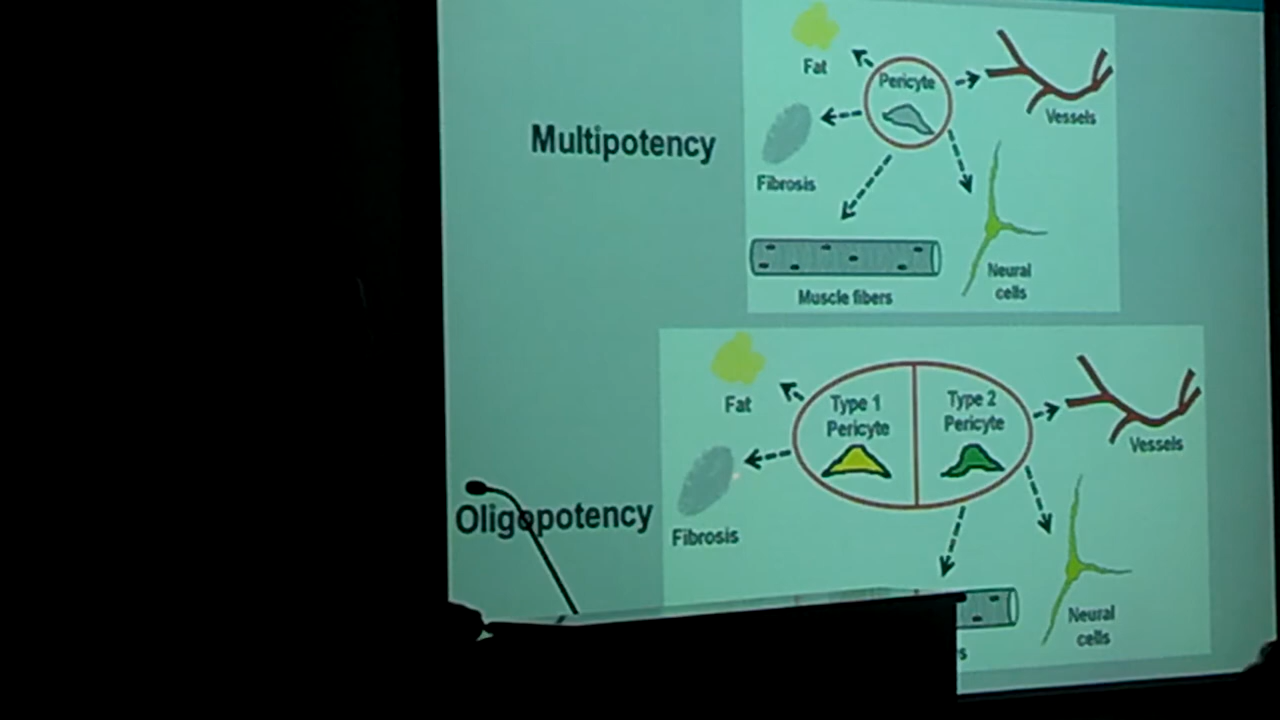 Multipotency
Fat
Pericyte
Vessels
Fibrosis
Neural
cells
Muscle fibers
Oligopotency
Fat
Type 1
Pericyte
Type 2
Pericyte
Vessels
Fibrosis
Neural
cells
s